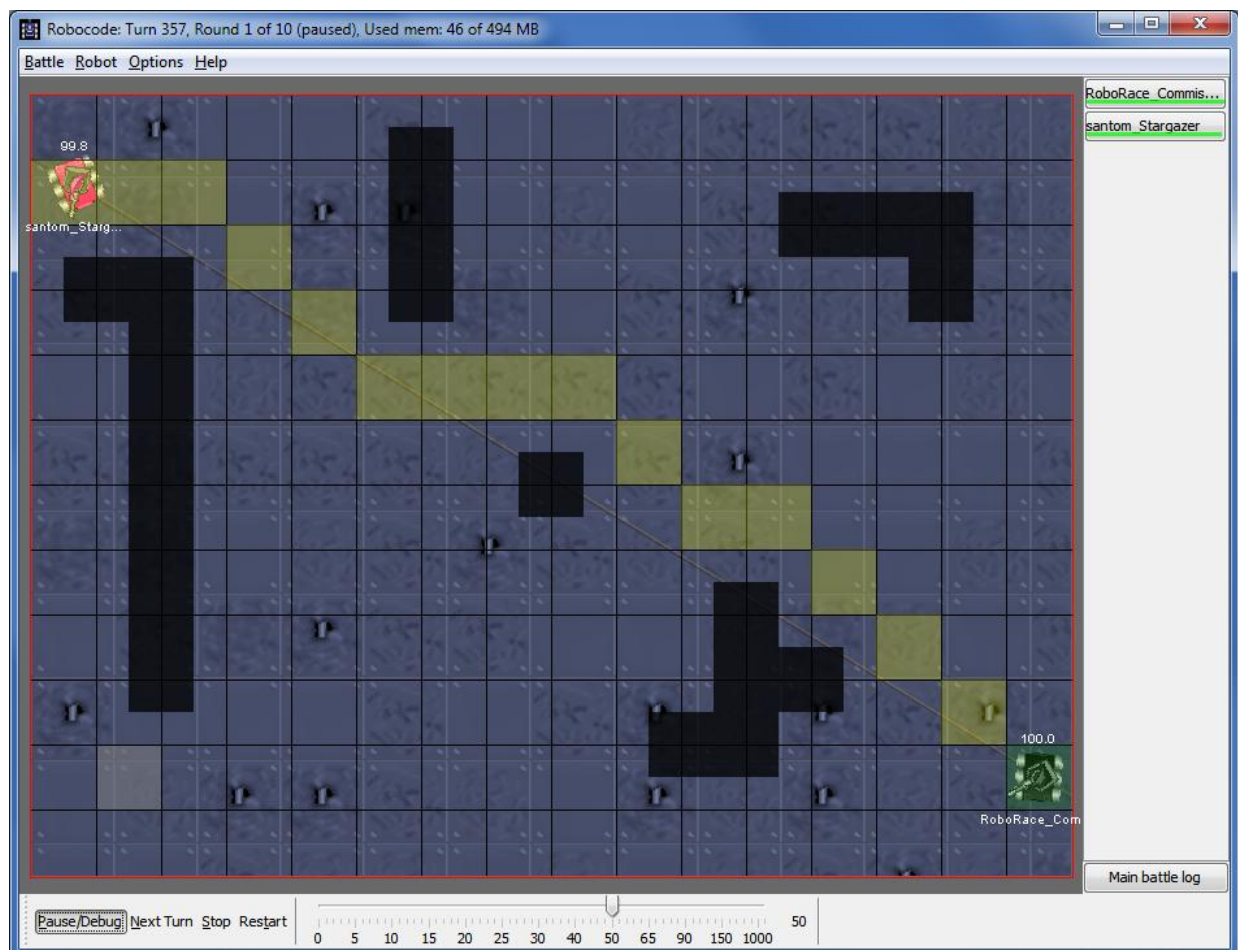 Robocode: Turn 357, Round 1 of 10 (paused), Used mem: 46 of 494 MB
Battle Robot Options Help
RoboRace_Commis...
santom_Stargazer
99.8
santom_Starg...
100.0
RoboRace_Com
Main battle log
Pause/Debug Next Turn Stop Restart
0 5 10 15 20 25 30 40 50 65 90 150 1000
50